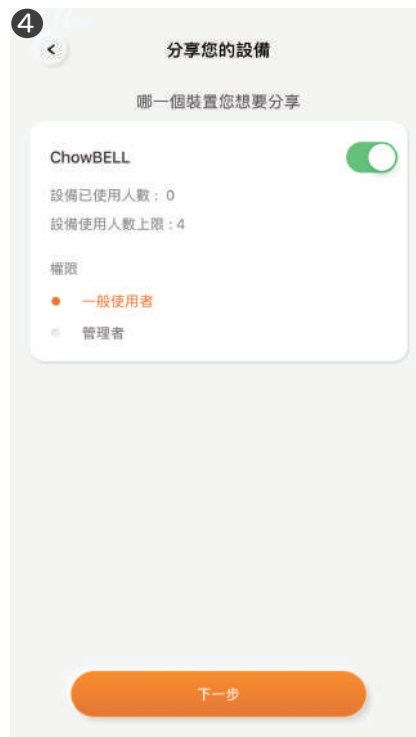 ❹
分享您的設備
哪一個裝置您想要分享
ChowBELL
設備已使用人數 : 0
設備使用人數上限 : 4
權限
一般使用者
管理者
下一步